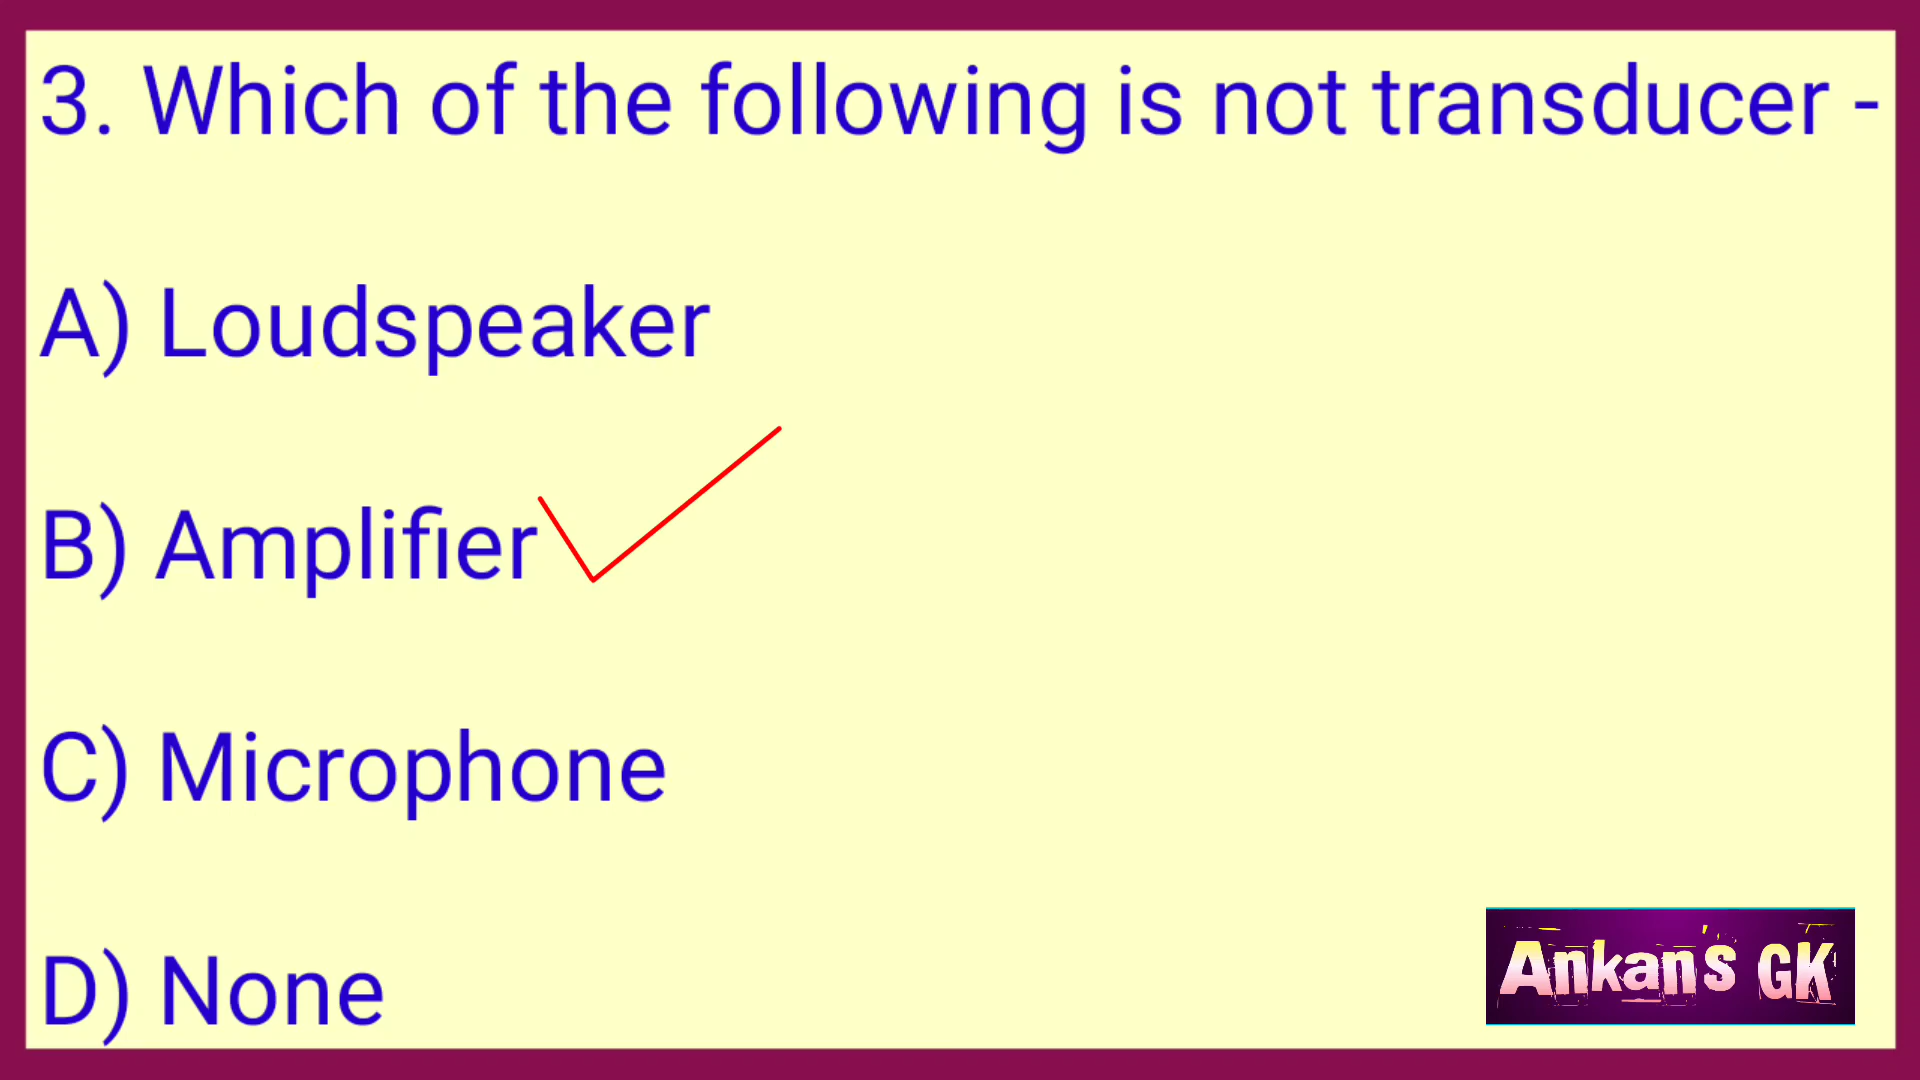 3. Which of the following is not transducer -
A) Loudspeaker
B) Amplifier
C) Microphone
D) None
Ankan's GK